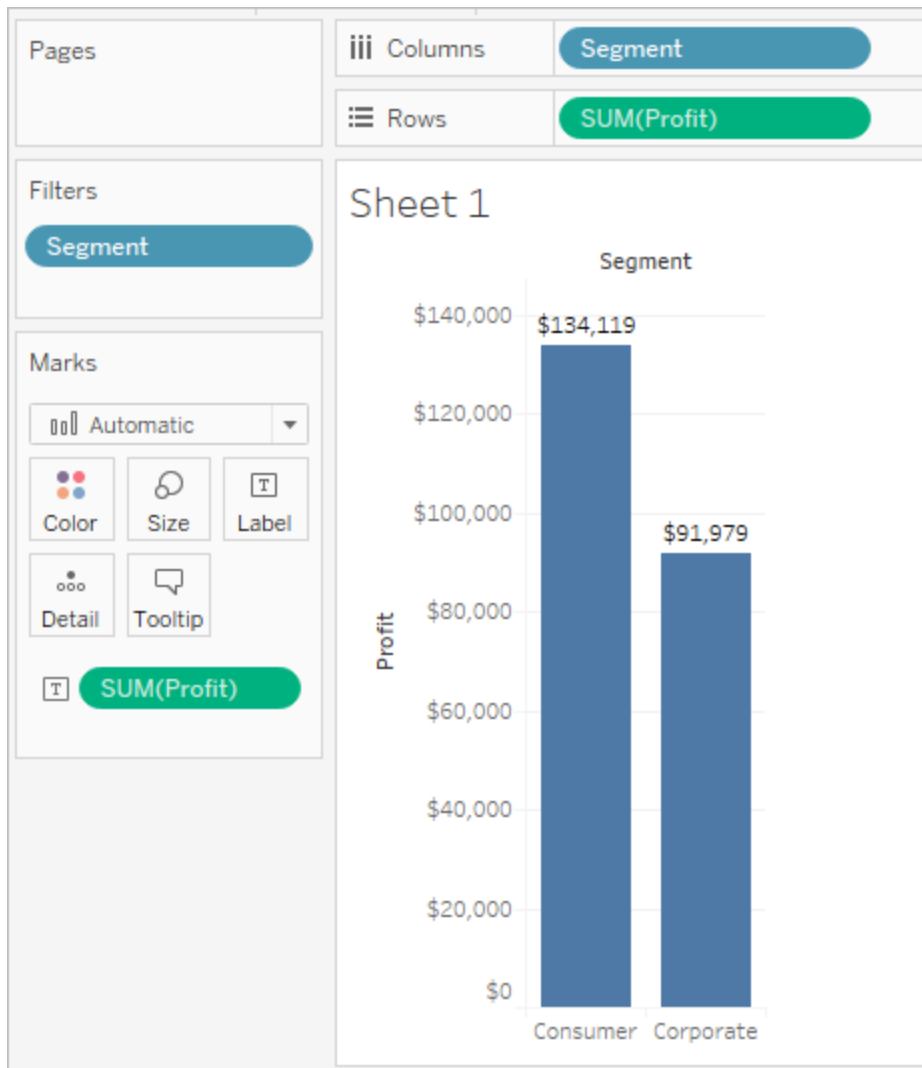 Pages
Columns
Segment
Rows
SUM(Profit)
Filters
Segment
Marks
Automatic
Color
Size
T
Label
Detail
Tooltip
T
SUM(Profit)
Sheet 1
Segment
$140,000
$134,119
$120,000
$100,000
$91,979
$80,000
Profit
$60,000
$40,000
$20,000
$0
Consumer Corporate